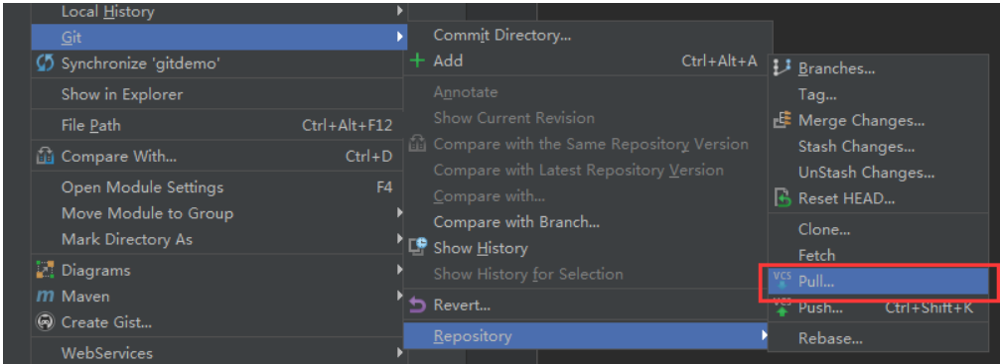 Local History
Git
Synchronize 'gitdemo'
Show in Explorer
File Path Ctrl+Alt+F12
Compare With... Ctrl+D
Open Module Settings F4
Move Module to Group
Mark Directory As
Diagrams
Maven
Create Gist...
WebServices
Commit Directory...
Add Ctrl+Alt+A
Annotate
Show Current Revision
Compare with the Same Repository Version
Compare with Latest Repository Version
Compare with...
Compare with Branch...
Show History
Show History for Selection
Revert...
Repository
Branches...
Tag...
Merge Changes...
Stash Changes...
UnStash Changes...
Reset HEAD...
Clone...
Fetch
VCS Pull...
VCS Push... Ctrl+Shift+K
Rebase...